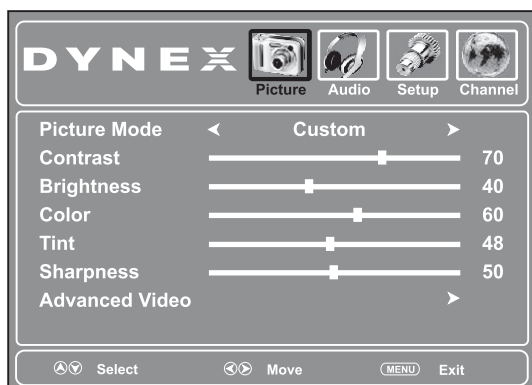 DYNEX
Picture Audio Setup Channel
Picture Mode Custom
Contrast 70
Brightness 40
Color 60
Tint 48
Sharpness 50
Advanced Video
Select Move MENU Exit